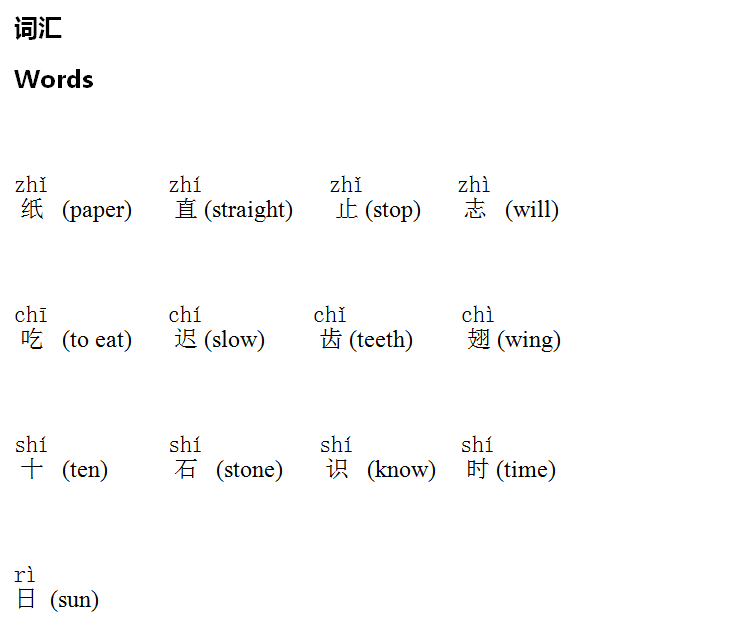 词汇
Words
zhǐ zhí zhǐ zhì
纸 (paper) 直 (straight) 止 (stop) 志 (will)
chī chí chǐ chì
吃 (to eat) 迟 (slow) 齿 (teeth) 翅 (wing)
shí shí shí shí
十 (ten) 石 (stone) 识 (know) 时 (time)
rì
日 (sun)